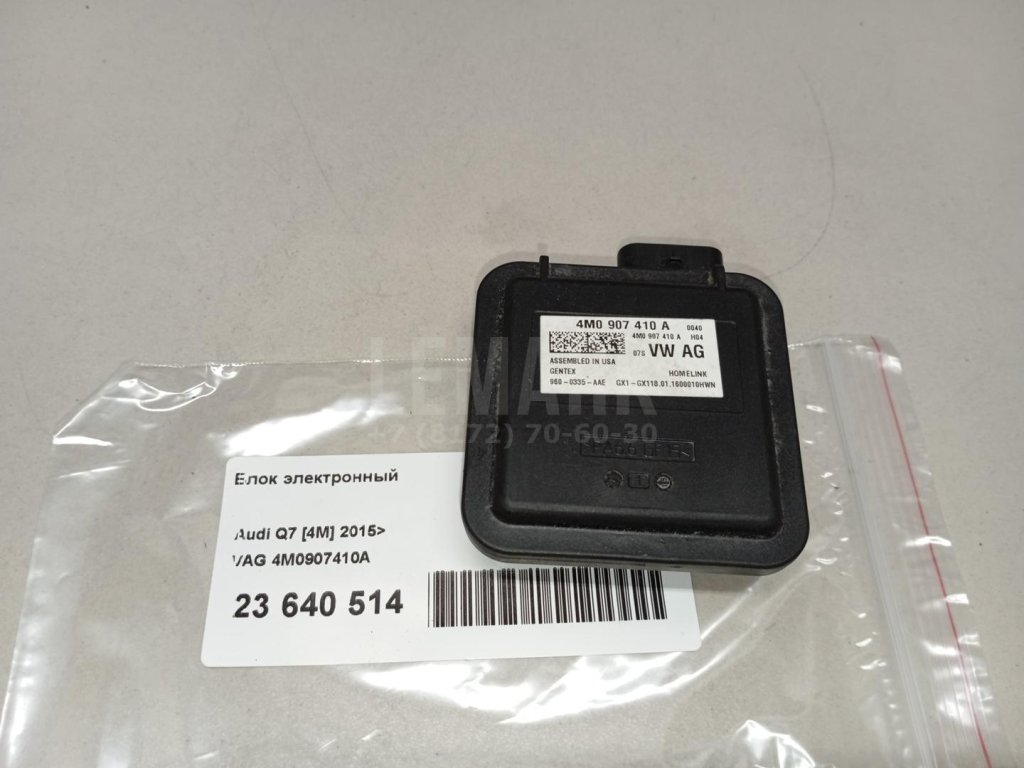 4M0 907 410 A 0040
4M0 907 410 A H04
07S VW AG
ASSEMBLED IN USA
GENTEX HOMELINK
960-0335-AAE GX1-GX118.01.1600010HWN
LEMARK
+7 (8172) 70-60-30
Блок электронный
Audi Q7 [4M] 2015>
VAG 4M0907410A
23 640 514